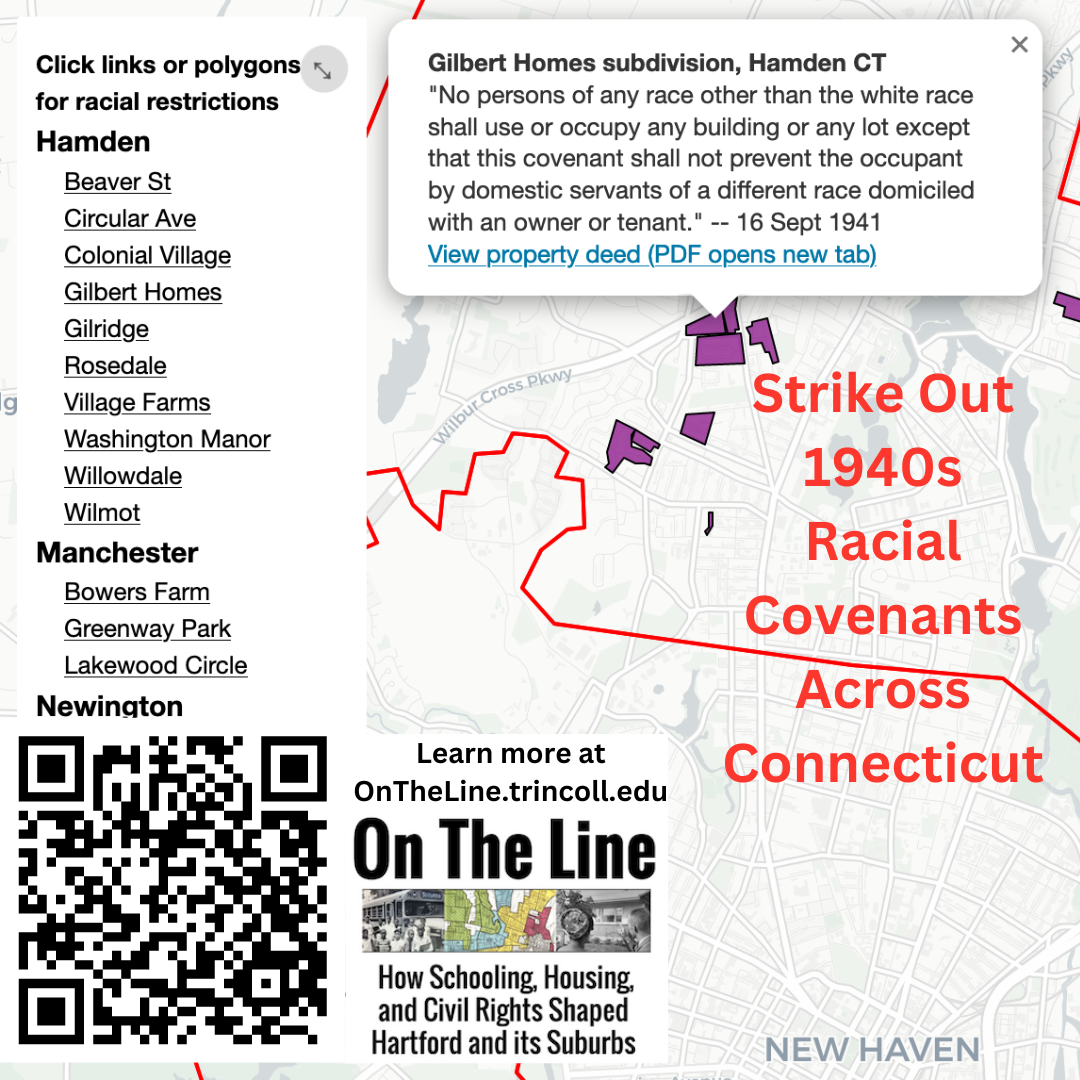 Click links or polygons
for racial restrictions
Hamden
Beaver St
Circular Ave
Colonial Village
Gilbert Homes
Gilridge
Rosedale
Village Farms
Washington Manor
Willowdale
Wilmot
Manchester
Bowers Farm
Greenway Park
Lakewood Circle
Newington
Gilbert Homes subdivision, Hamden CT
"No persons of any race other than the white race
shall use or occupy any building or any lot except
that this covenant shall not prevent the occupant
by domestic servants of a different race domiciled
with an owner or tenant." -- 16 Sept 1941
View property deed (PDF opens new tab)
Pkwy
Wilbur Cross Pkwy
Strike Out
1940s
Racial
Covenants
Across
Connecticut
Learn more at
OnTheLine.trincoll.edu
On The Line
How Schooling, Housing,
and Civil Rights Shaped
Hartford and its Suburbs
NEW HAVEN